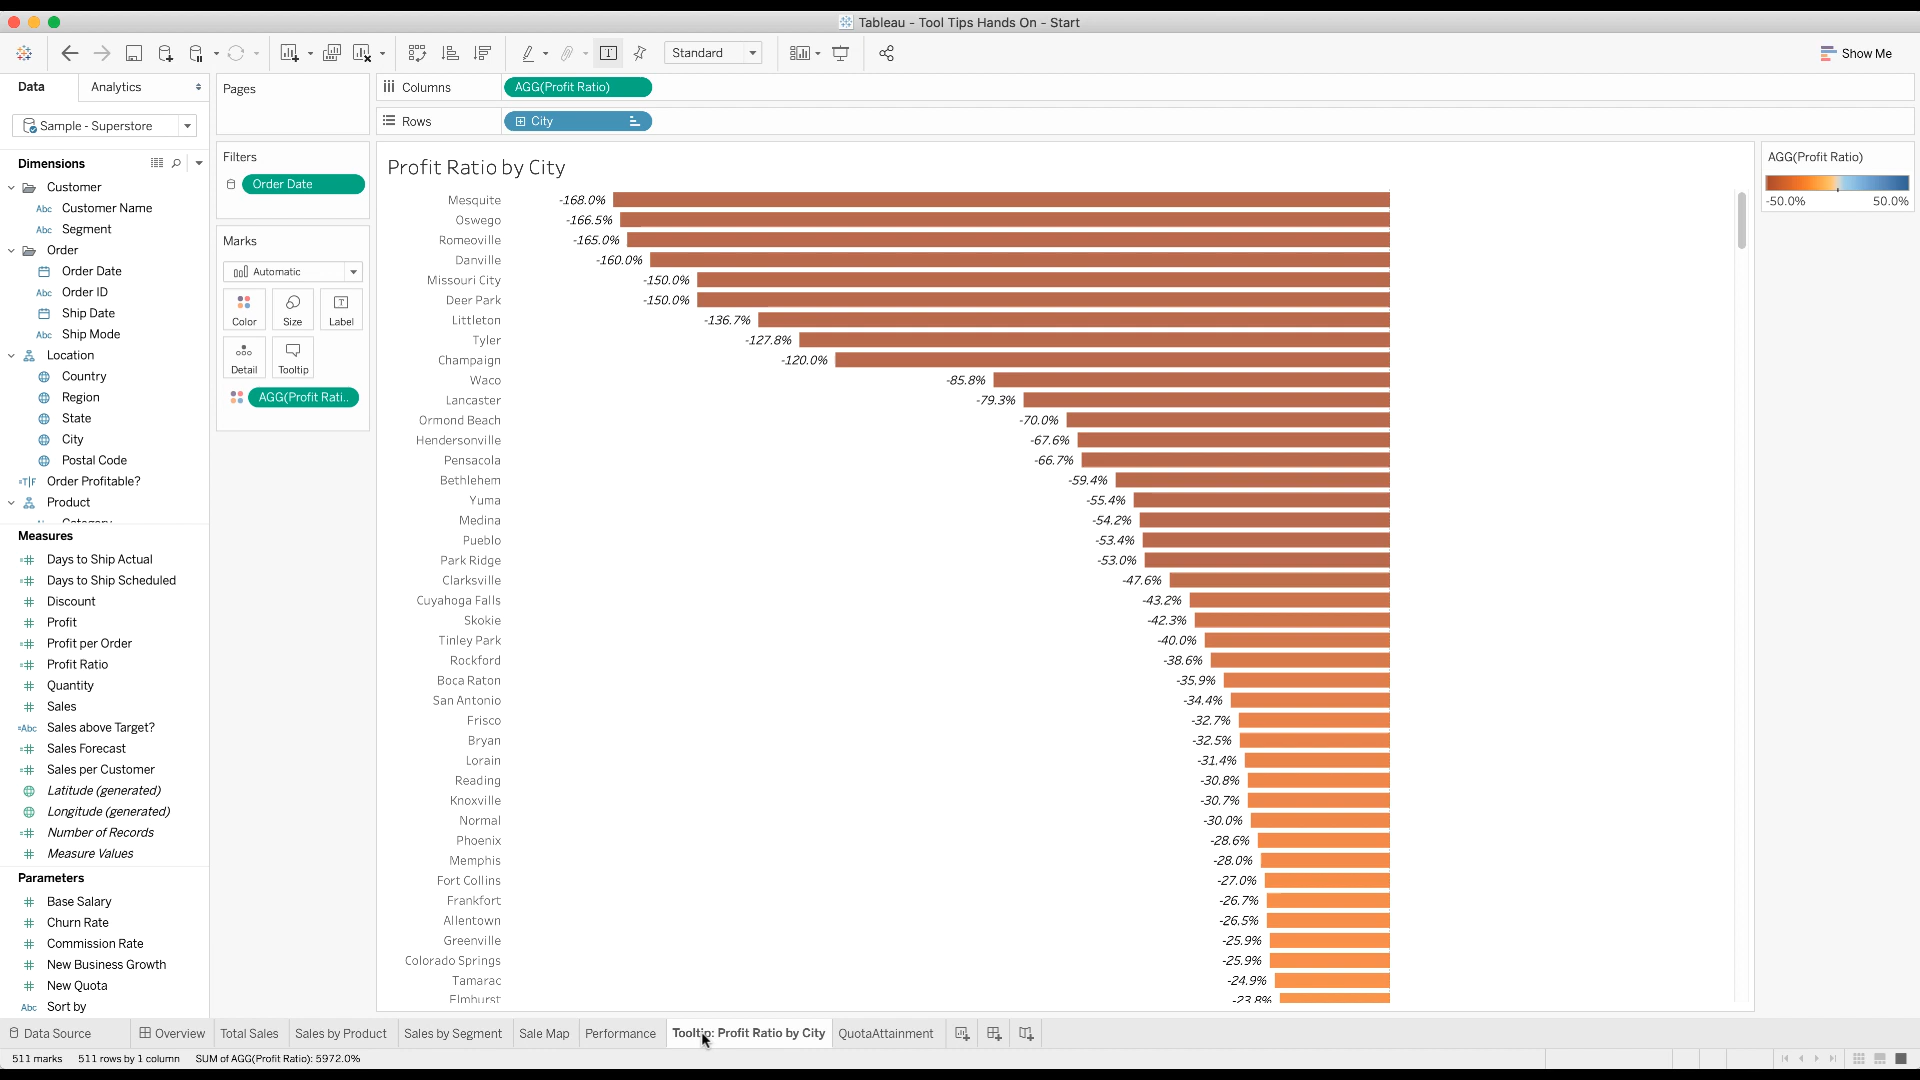 Tableau - Tool Tips Hands On - Start
Standard
Show Me
Data
Analytics
Sample - Superstore
Dimensions
Customer
Abc Customer Name
Abc Segment
Order
Order Date
Abc Order ID
Ship Date
Abc Ship Mode
Location
Country
Region
State
City
Postal Code
=T|F Order Profitable?
Product
Category
Measures
=# Days to Ship Actual
=# Days to Ship Scheduled
# Discount
# Profit
=# Profit per Order
=# Profit Ratio
# Quantity
# Sales
=Abc Sales above Target?
=# Sales Forecast
=# Sales per Customer
Latitude (generated)
Longitude (generated)
=# Number of Records
# Measure Values
Parameters
# Base Salary
# Churn Rate
# Commission Rate
# New Business Growth
# New Quota
Abc Sort by
Pages
Filters
Order Date
Marks
Automatic
Color
Size
Label
Detail
Tooltip
AGG(Profit Rati..
Columns
AGG(Profit Ratio)
Rows
City
Profit Ratio by City
Mesquite -168.0%
Oswego -166.5%
Romeoville -165.0%
Danville -160.0%
Missouri City -150.0%
Deer Park -150.0%
Littleton -136.7%
Tyler -127.8%
Champaign -120.0%
Waco -85.8%
Lancaster -79.3%
Ormond Beach -70.0%
Hendersonville -67.6%
Pensacola -66.7%
Bethlehem -59.4%
Yuma -55.4%
Medina -54.2%
Pueblo -53.4%
Park Ridge -53.0%
Clarksville -47.6%
Cuyahoga Falls -43.2%
Skokie -42.3%
Tinley Park -40.0%
Rockford -38.6%
Boca Raton -35.9%
San Antonio -34.4%
Frisco -32.7%
Bryan -32.5%
Lorain -31.4%
Reading -30.8%
Knoxville -30.7%
Normal -30.0%
Phoenix -28.6%
Memphis -28.0%
Fort Collins -27.0%
Frankfort -26.7%
Allentown -26.5%
Greenville -25.9%
Colorado Springs -25.9%
Tamarac -24.9%
Elmhurst -23.8%
AGG(Profit Ratio)
-50.0% 50.0%
Data Source
Overview
Total Sales
Sales by Product
Sales by Segment
Sale Map
Performance
Tooltip: Profit Ratio by City
QuotaAttainment
511 marks 511 rows by 1 column SUM of AGG(Profit Ratio): 5972.0%